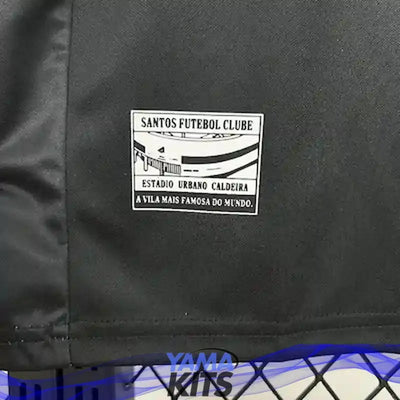 SANTOS FUTEBOL CLUBE
ESTADIO URBANO CALDEIRA
A VILA MAIS FAMOSA DO MUNDO.
YAMA
KITS